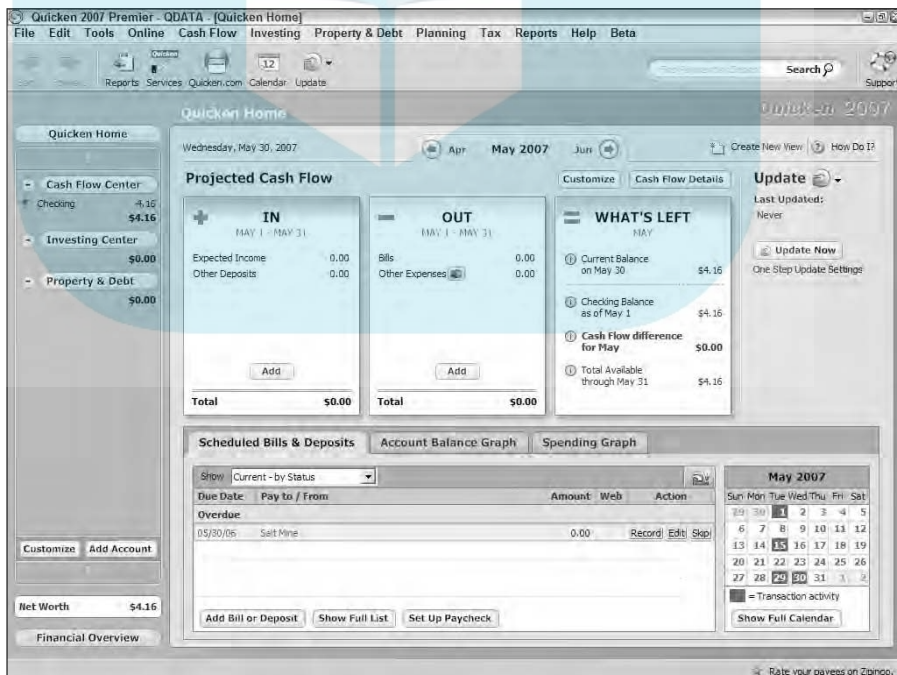 Quicken 2007 Premier - QDATA - [Quicken Home]
File Edit Tools Online Cash Flow Investing Property & Debt Planning Tax Reports Help Beta
Quicken
12
Reports Services Quicken.com Calendar Update
Search
Support
Quicken Home
Quicken 2007
Quicken Home
Cash Flow Center
Checking 4.16
$4.16
Investing Center
$0.00
Property & Debt
$0.00
Customize Add Account
Net Worth $4.16
Financial Overview
Wednesday, May 30, 2007
Apr May 2007 Jun
Create New View How Do I?
Projected Cash Flow
Customize Cash Flow Details
IN
MAY 1 - MAY 31
Expected Income 0.00
Other Deposits 0.00
Add
Total $0.00
OUT
MAY 1 - MAY 31
Bills 0.00
Other Expenses 0.00
Add
Total $0.00
WHAT'S LEFT
MAY
Current Balance
on May 30 $4.16
Checking Balance
as of May 1 $4.16
Cash Flow difference
for May $0.00
Total Available
through May 31 $4.16
Update
Last Updated:
Never
Update Now
One Step Update Settings
Scheduled Bills & Deposits Account Balance Graph Spending Graph
Show Current - by Status
Due Date Pay to / From Amount Web Action
Overdue
05/30/06 Salt Mine 0.00 Record Edit Skip
Add Bill or Deposit Show Full List Set Up Paycheck
May 2007
Sun Mon Tue Wed Thu Fri Sat
29 30 1 2 3 4 5
6 7 8 9 10 11 12
13 14 15 16 17 18 19
20 21 22 23 24 25 26
27 28 29 30 31 1 2
= Transaction activity
Show Full Calendar
Rate your payees on Zipingo.